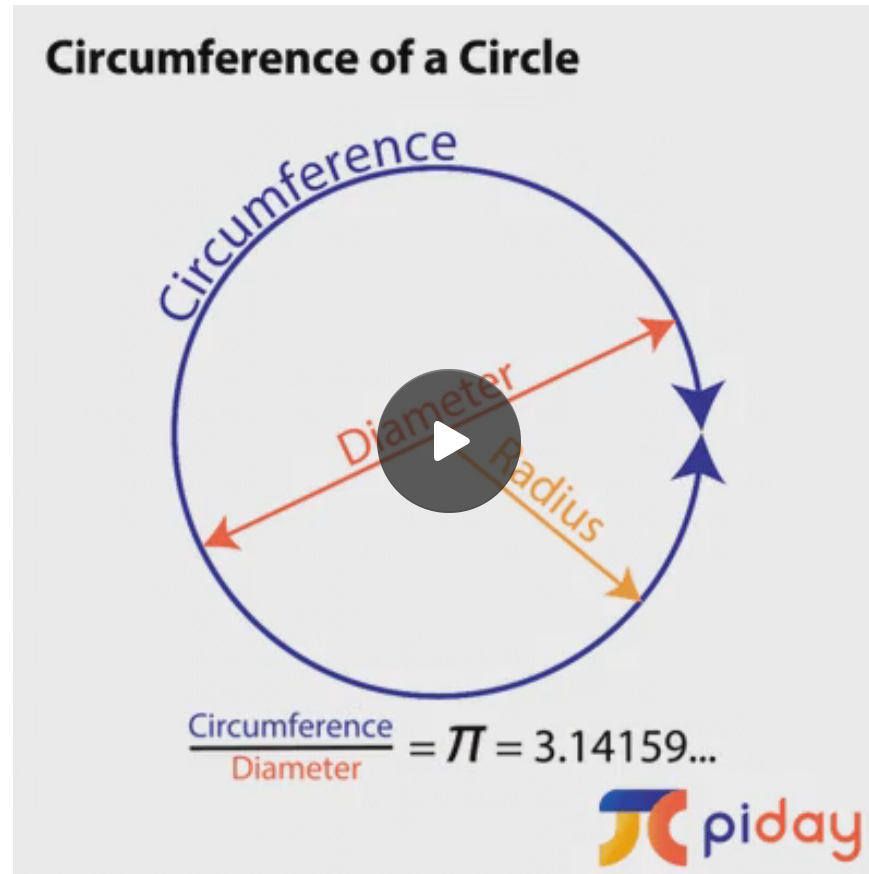 Circumference of a Circle
Circumference
Diameter
Radius
Circumference
Diameter
= π = 3.14159...
piday